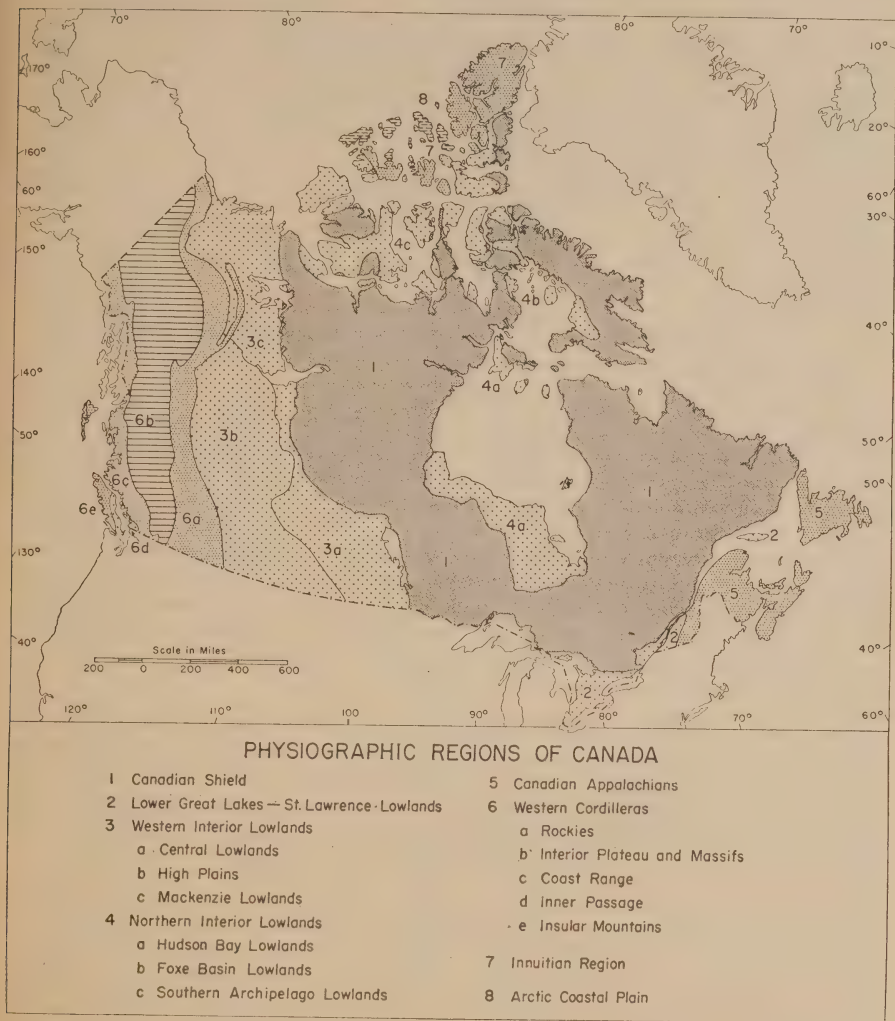 70° 80° 80° 70°
170° 7 10°
8
20°
160° 7
60° 60°
30°
150° 4c
4b
40°
3c
1
140° 4a
6b
50° 3b 50°
6c 1 50°
6e 6a 4a 5
6d 2
130° 3a
1 5
2
40° 40°
Scale in Miles
200 0 200 400 600
2
120° 110° 100 90° 80° 70° 60°
PHYSIOGRAPHIC REGIONS OF CANADA
1 Canadian Shield
2 Lower Great Lakes – St. Lawrence Lowlands
3 Western Interior Lowlands
a Central Lowlands
b High Plains
c Mackenzie Lowlands
4 Northern Interior Lowlands
a Hudson Bay Lowlands
b Foxe Basin Lowlands
c Southern Archipelago Lowlands
5 Canadian Appalachians
6 Western Cordilleras
a Rockies
b Interior Plateau and Massifs
c Coast Range
d Inner Passage
e Insular Mountains
7 Innuitian Region
8 Arctic Coastal Plain